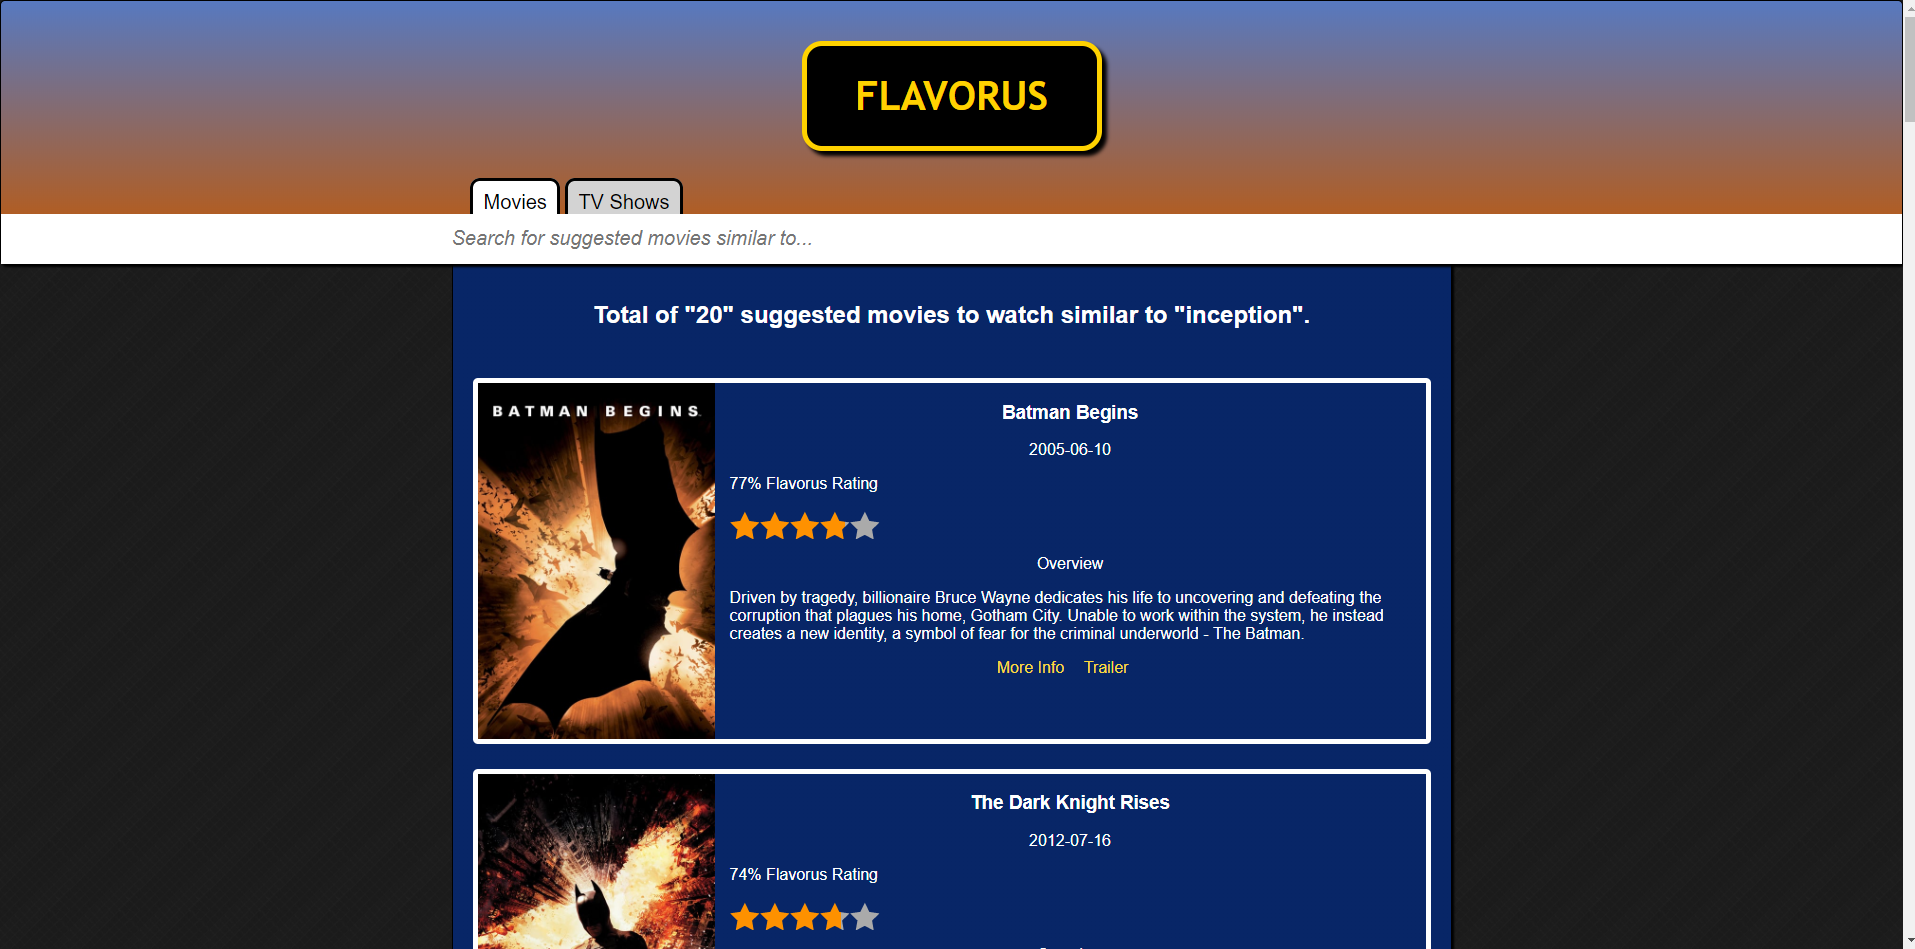 FLAVORUS
Movies
TV Shows
Search for suggested movies similar to...
Total of "20" suggested movies to watch similar to "inception".
BATMAN BEGINS
Batman Begins
2005-06-10
77% Flavorus Rating
Overview
Driven by tragedy, billionaire Bruce Wayne dedicates his life to uncovering and defeating the
corruption that plagues his home, Gotham City. Unable to work within the system, he instead
creates a new identity, a symbol of fear for the criminal underworld - The Batman.
More Info
Trailer
The Dark Knight Rises
2012-07-16
74% Flavorus Rating